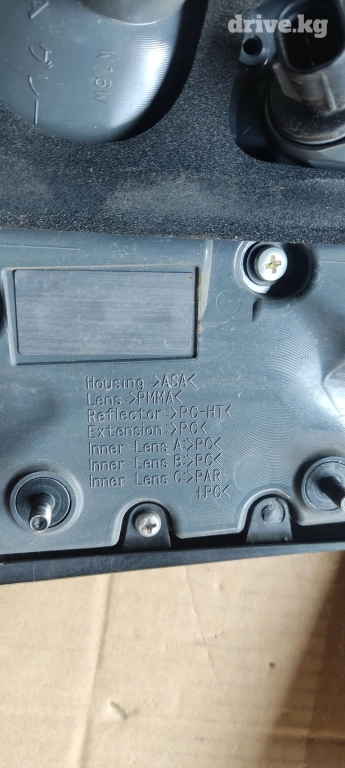 drive.kg
W16W
Housing >ASA<
Lens >PMMA<
Reflector:>PC-HT<
Extension:>PC<
Inner Lens A:>PC<
Inner Lens B:>PC<
Inner Lens C:>PAR
+PC<